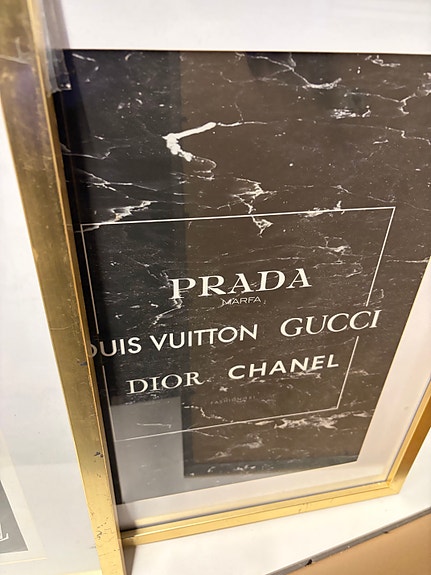 PRADA
MARFA
OUIS VUITTON GUCCI
DIOR CHANEL